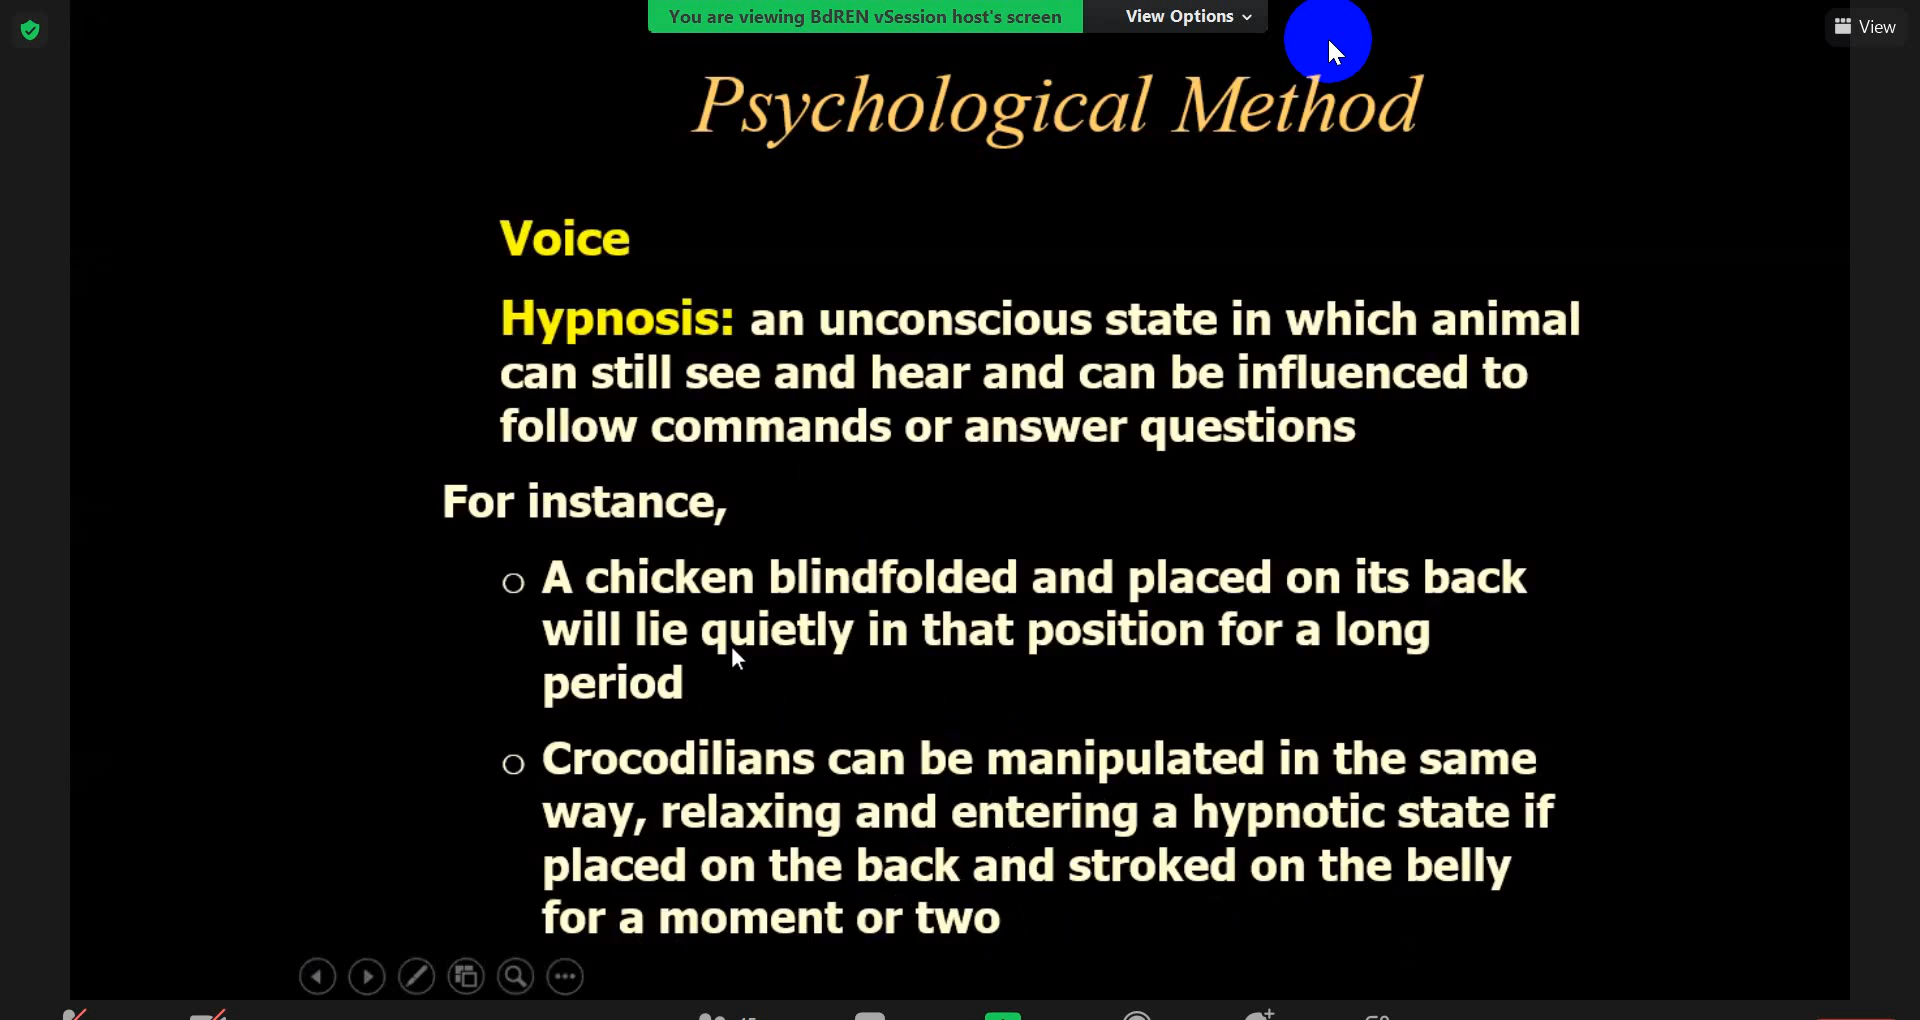 You are viewing BdREN vSession host's screen
View Options
View
Psychological Method
Voice
Hypnosis: an unconscious state in which animal
can still see and hear and can be influenced to
follow commands or answer questions
For instance,
A chicken blindfolded and placed on its back
will lie quietly in that position for a long
period
Crocodilians can be manipulated in the same
way, relaxing and entering a hypnotic state if
placed on the back and stroked on the belly
for a moment or two